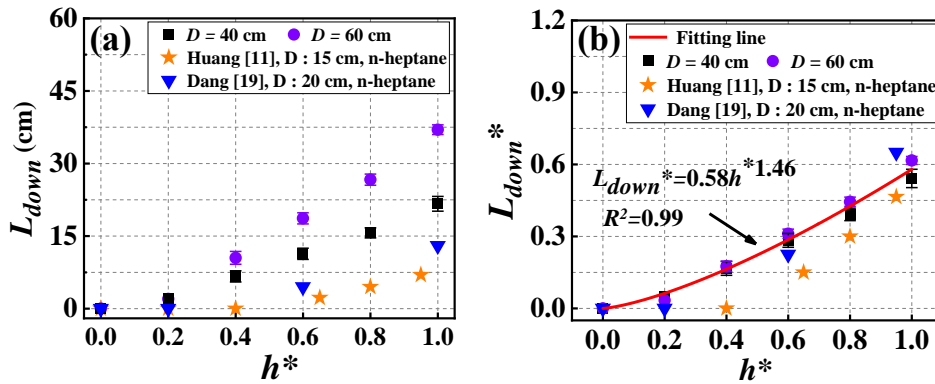 (a)
D = 40 cm D = 60 cm
Huang [11], D : 15 cm, n-heptane
Dang [19], D : 20 cm, n-heptane
60
45
30
15
0
L_down (cm)
0.0 0.2 0.4 0.6 0.8 1.0
h*
(b)
Fitting line
D = 40 cm D = 60 cm
Huang [11], D : 15 cm, n-heptane
Dang [19], D : 20 cm, n-heptane
L_down*=0.58h*1.46
R²=0.99
1.2
0.9
0.6
0.3
0.0
L_down*
0.0 0.2 0.4 0.6 0.8 1.0
h*